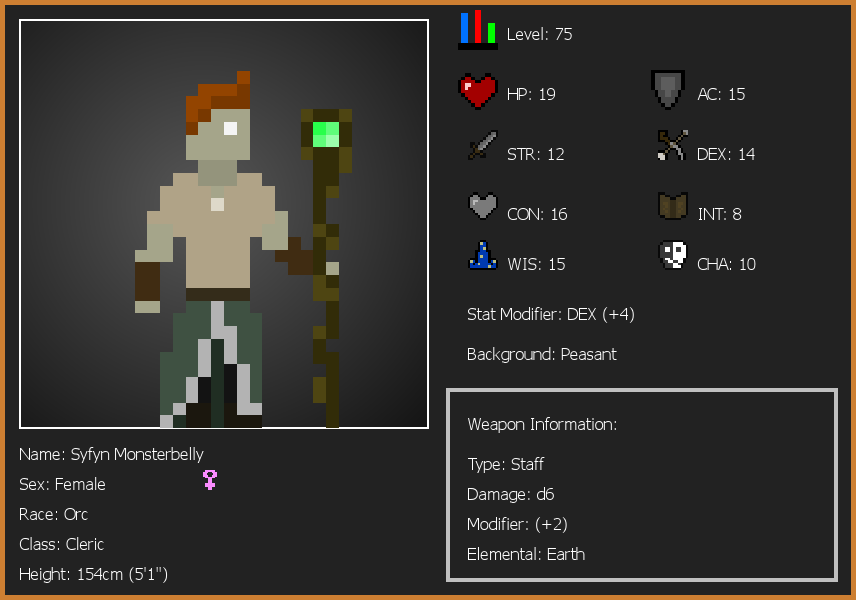 Level: 75
HP: 19
AC: 15
STR: 12
DEX: 14
CON: 16
INT: 8
WIS: 15
CHA: 10
Stat Modifier: DEX (+4)
Background: Peasant
Weapon Information:
Type: Staff
Damage: d6
Modifier: (+2)
Elemental: Earth
Name: Syfyn Monsterbelly
Sex: Female
Race: Orc
Class: Cleric
Height: 154cm (5'1")